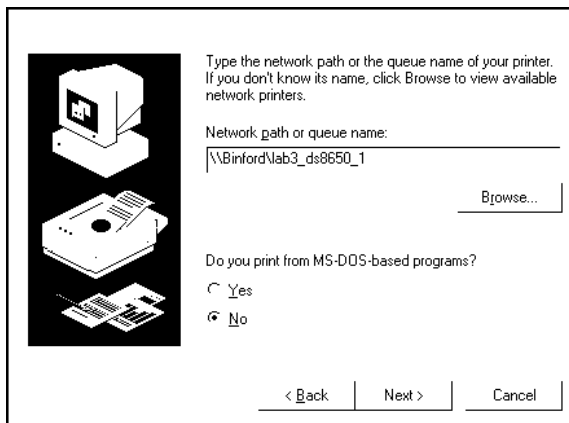 Type the network path or the queue name of your printer.
If you don't know its name, click Browse to view available
network printers.
Network path or queue name:
\\Binford\lab3_ds8650_1
Browse...
Do you print from MS-DOS-based programs?
Yes
No
< Back Next > Cancel